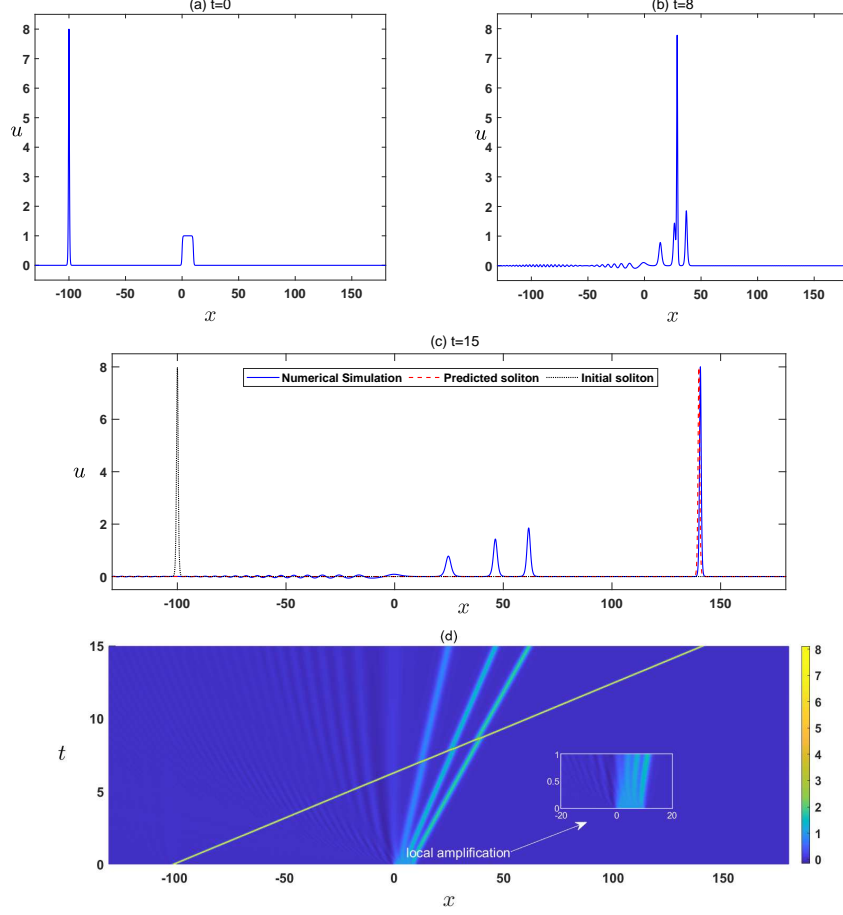 (a) t=0
8
7
6
5
4
3
2
1
0
u
-100 -50 0 50 100 150
x
(b) t=8
8
7
6
5
4
3
2
1
0
u
-100 -50 0 50 100 150
x
(c) t=15
Numerical Simulation Predicted soliton Initial soliton
8
6
4
2
0
u
-100 -50 0 50 100 150
x
(d)
15
10
5
0
t
1
0.5
0
-20 0 20
local amplification
-100 -50 0 50 100 150
x
8
7
6
5
4
3
2
1
0